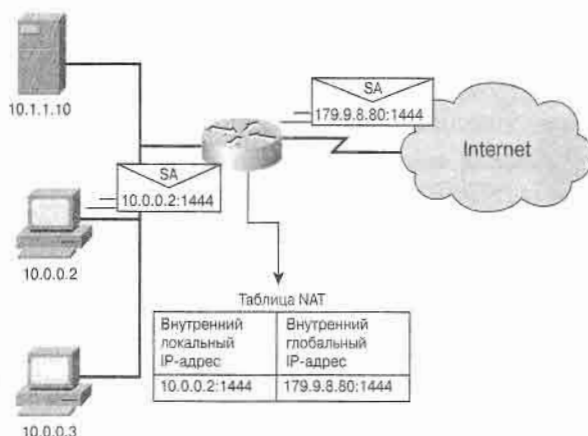 SA
179.9.8.80:1444
Internet
10.1.1.10
SA
10.0.0.2:1444
10.0.0.2
Таблица NAT
Внутренний локальный IP-адрес
Внутренний глобальный IP-адрес
10.0.0.2:1444
179.9.8.80:1444
10.0.0.3